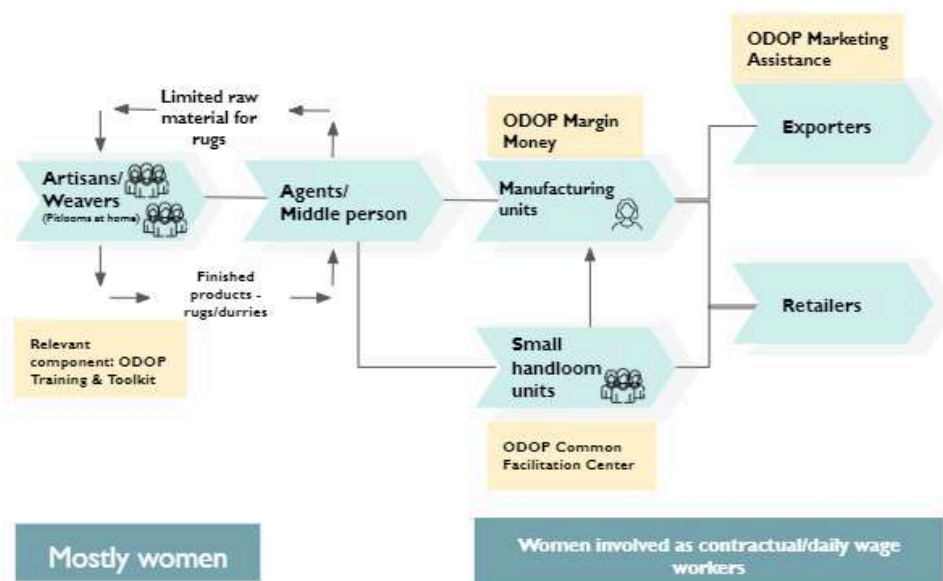 ODOP Marketing
Assistance
Exporters
Limited raw
material for
rugs
ODOP Margin
Money
Artisans/
Weavers
(Pitlooms at home)
Agents/
Middle person
Manufacturing
units
Finished
products -
rugs/durries
Retailers
Relevant
component: ODOP
Training & Toolkit
Small
handloom
units
ODOP Common
Facilitation Center
Mostly women
Women involved as contractual/daily wage
workers